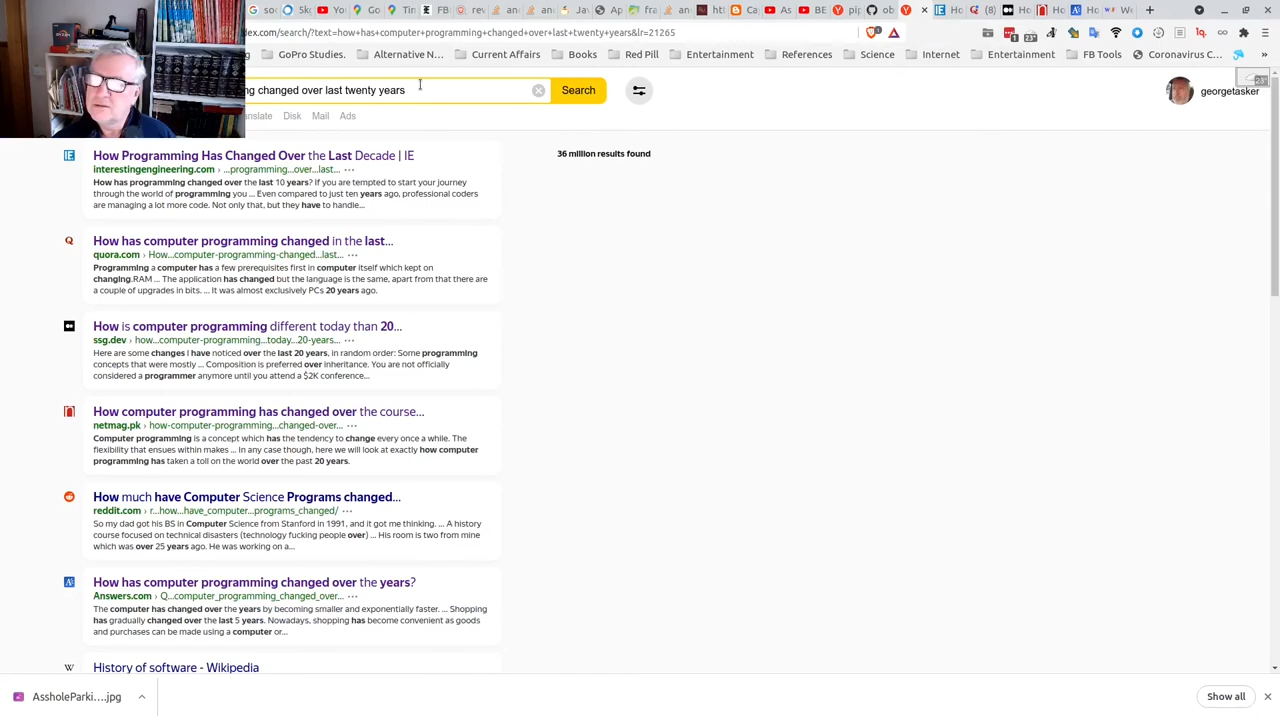 soc
5kg
Yin
FB
Ninj
cod
Java
Ap
fra
An
htt
Ca
Sea
BE
pip
pos
GH
ob
dex.com/search/?text=how+has+computer+programming+changed+over+last+twenty+years&lr=21265
GoPro Studies.
Alternative N...
Current Affairs
Books
Red Pill
Entertainment
References
Science
Internet
Entertainment
FB Tools
Coronavirus C...
ng changed over last twenty years
Search
georgetasker
anslate Disk Mail Ads
How Programming Has Changed Over the Last Decade | IE
36 million results found
interestingengineering.com › ...programming...over...last... ···
How has programming changed over the last 10 years? If you are tempted to start your journey
through the world of programming you ... Even compared to just ten years ago, professional coders
are managing a lot more code. Not only that, but they have to handle...
How has computer programming changed in the last...
quora.com › How...computer-programming-changed...last... ···
Programming a computer has a few prerequisites first in computer itself which kept on
changing.RAM ... The application has changed but the language is the same, apart from that there are
a couple of upgrades in bits. ... It was almost exclusively PCs 20 years ago.
How is computer programming different today than 20...
ssg.dev › how...computer-programming...today...20-years... ···
Here are some changes i have noticed over the last 20 years, in random order: Some programming
concepts that were mostly ... Composition is preferred over inheritance. You are not officially
considered a programmer anymore until you attend a $2K conference...
How computer programming has changed over the course...
netmag.pk › how-computer-programming...changed-over... ···
Computer programming is a concept which has the tendency to change every once a while. The
flexibility that ensues within makes ... In any case though, here we will look at exactly how computer
programming has taken a toll on the world over the past 20 years.
How much have Computer Science Programs changed...
reddit.com › r...how...have_computer...programs_changed/ ···
So my dad got his BS in Computer Science from Stanford in 1991, and it got me thinking. ... A history
course focused on technical disasters (technology fucking people over) ... His room is two from mine
which was over 25 years ago. He was working on a...
How has computer programming changed over the years?
Answers.com › Q...computer_programming_changed_over... ···
The computer has changed over the years by becoming smaller and exponentially faster. ... Shopping
has gradually changed over the last 5 years. Nowadays, shopping has become convenient as goods
and purchases can be made using a computer or...
History of software - Wikipedia
AssholeParki....jpg
Show all